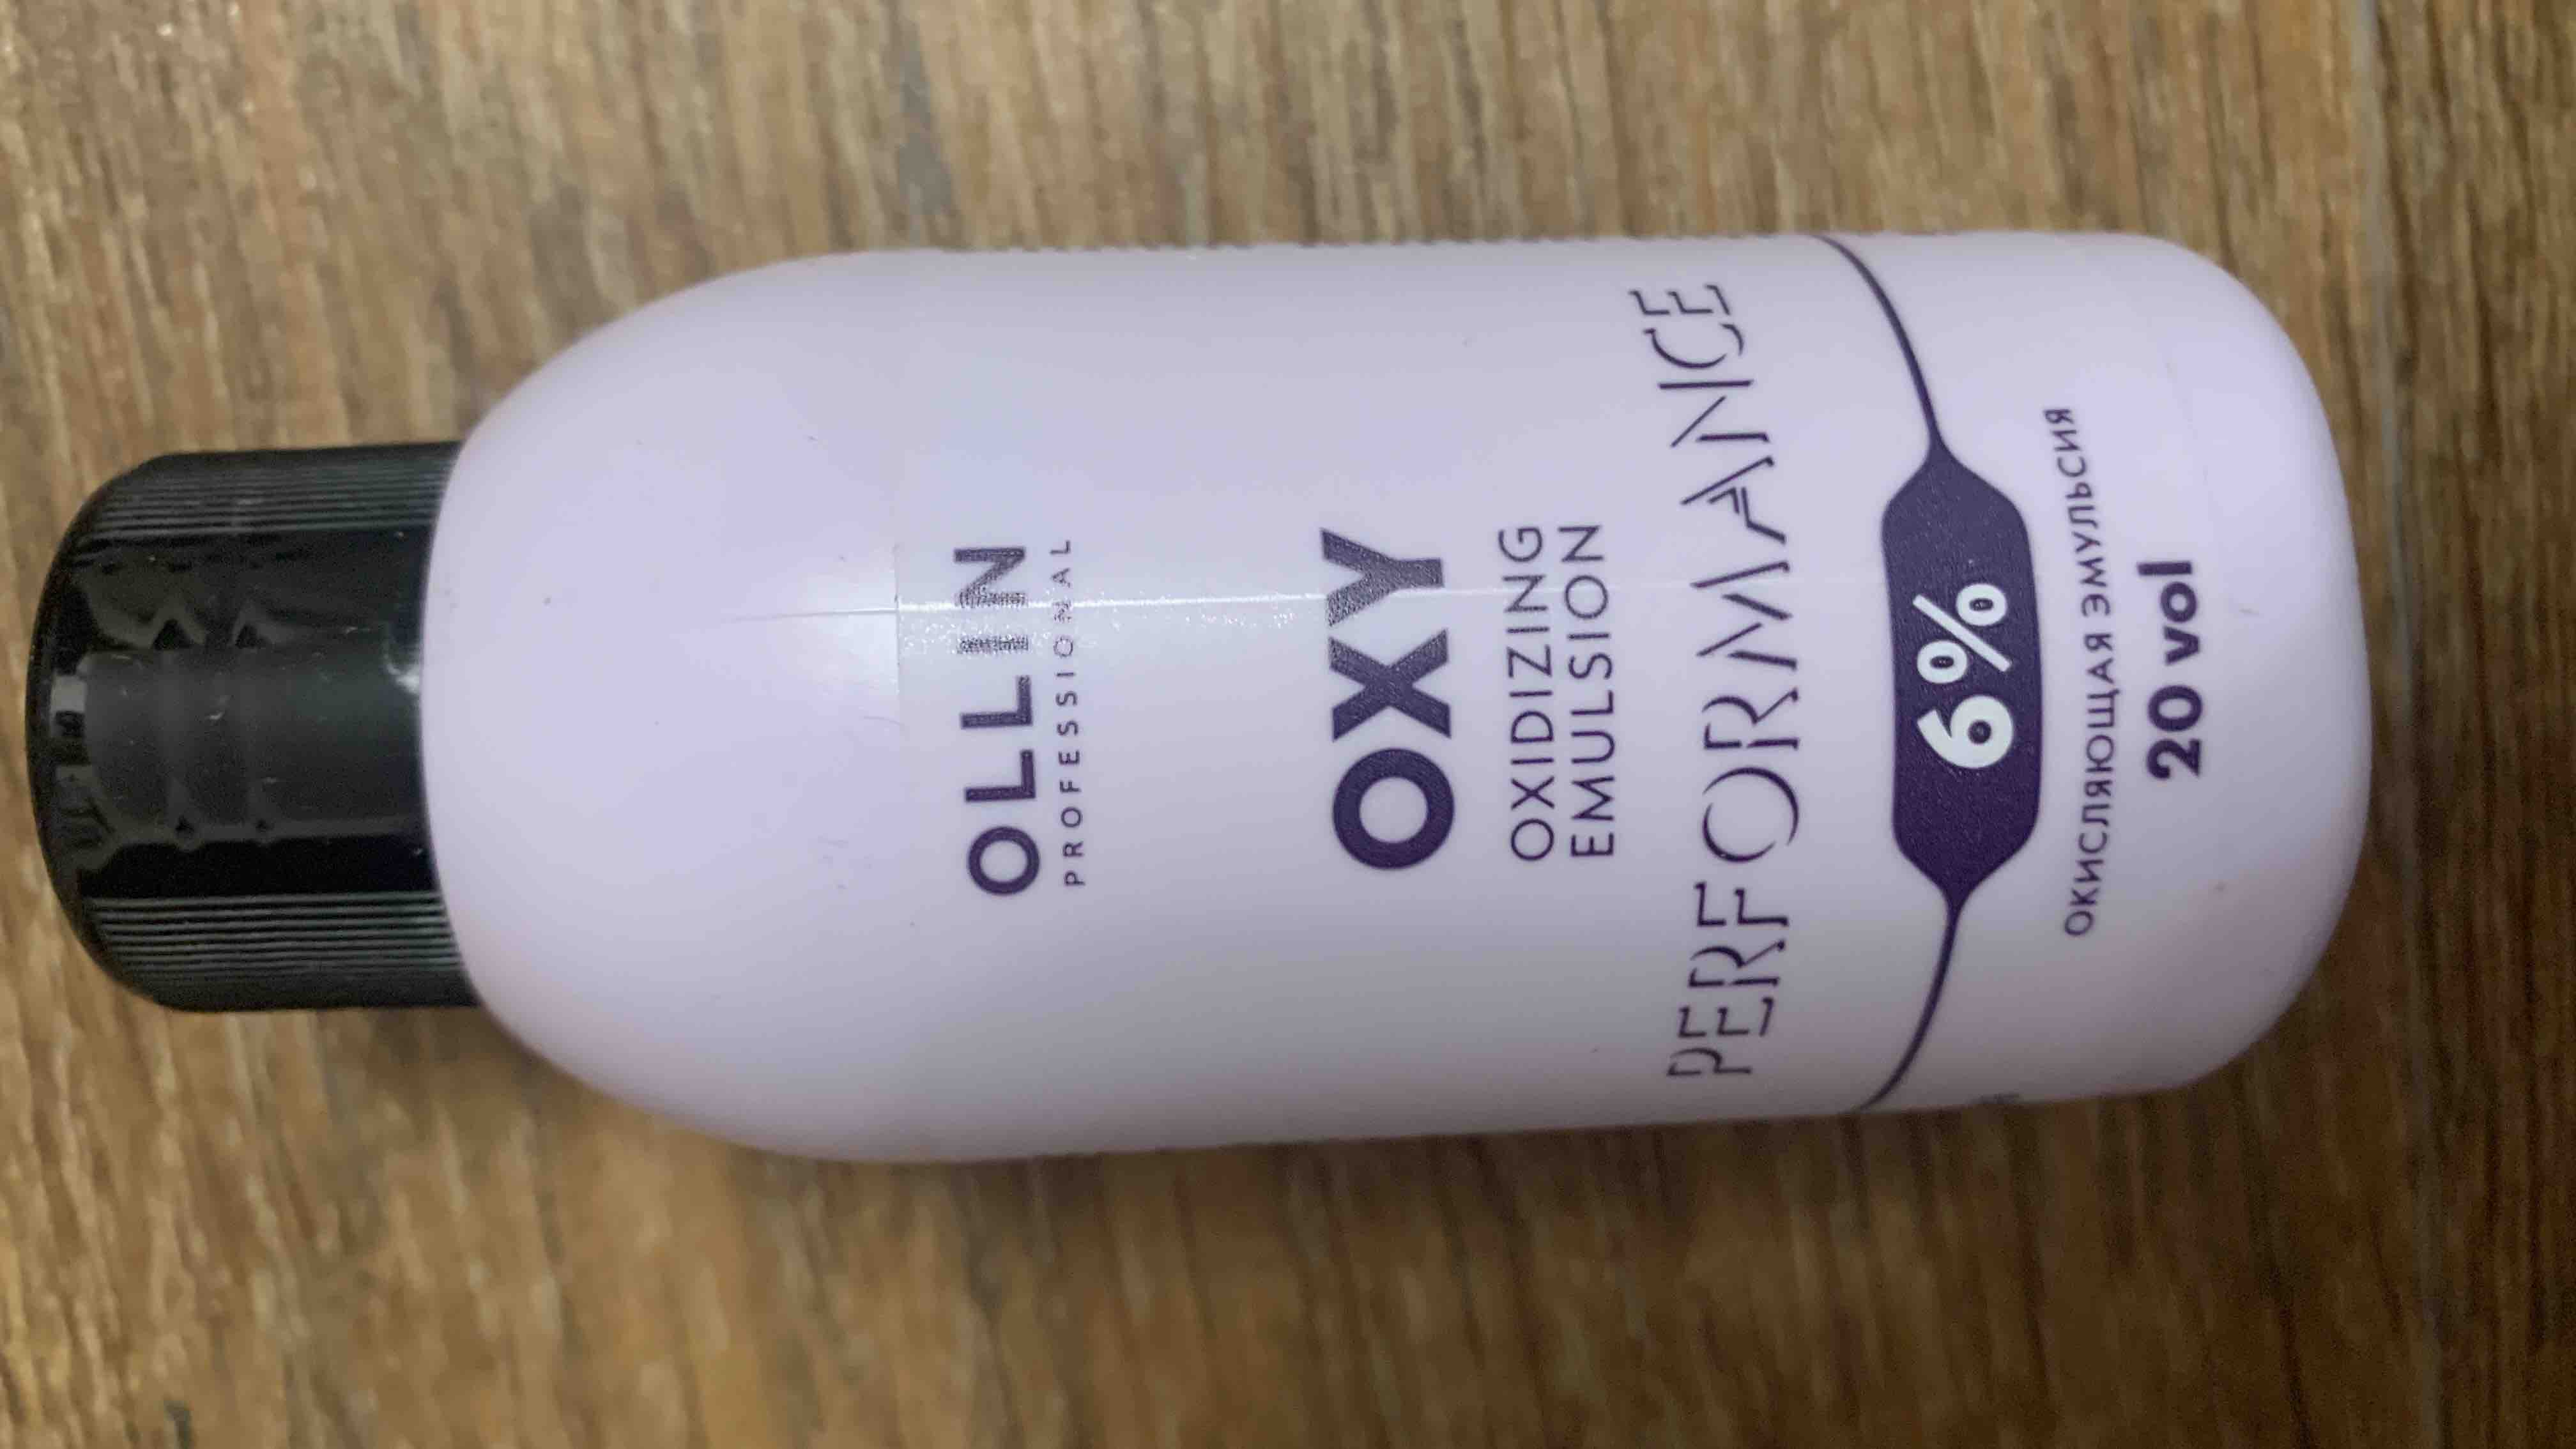 OLLIN
PROFESSIONAL
OXY
OXIDIZING
EMULSION
PERFORMANCE
6%
ОКИСЛЯЮЩАЯ ЭМУЛЬСИЯ
20 vol